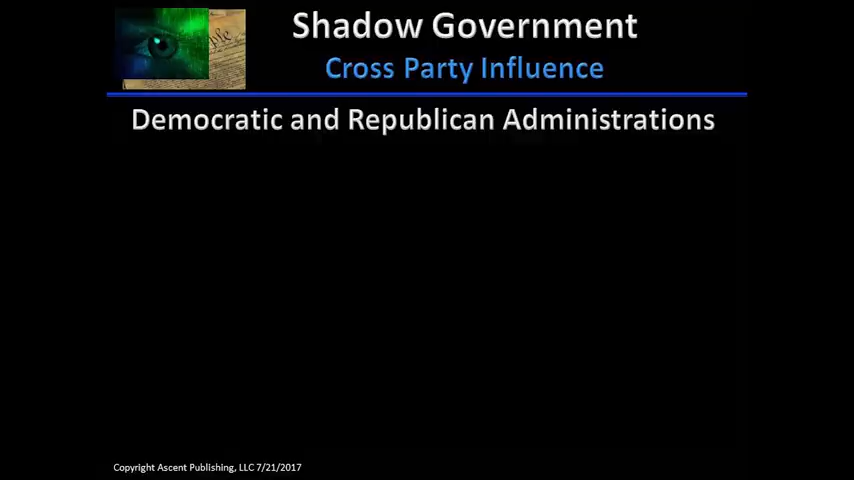 Shadow Government
Cross Party Influence
Democratic and Republican Administrations
Copyright Ascent Publishing, LLC 7/21/2017